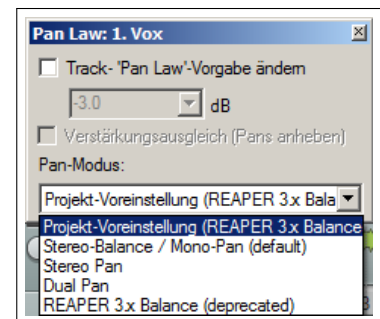 Pan Law: 1. Vox
Track- 'Pan Law'-Vorgabe ändern
-3.0 dB
Verstärkungsausgleich (Pans anheben)
Pan-Modus:
Projekt-Voreinstellung (REAPER 3.x Bala
Projekt-Voreinstellung (REAPER 3.x Balance
Stereo-Balance / Mono-Pan (default)
Stereo Pan
Dual Pan
REAPER 3.x Balance (deprecated)